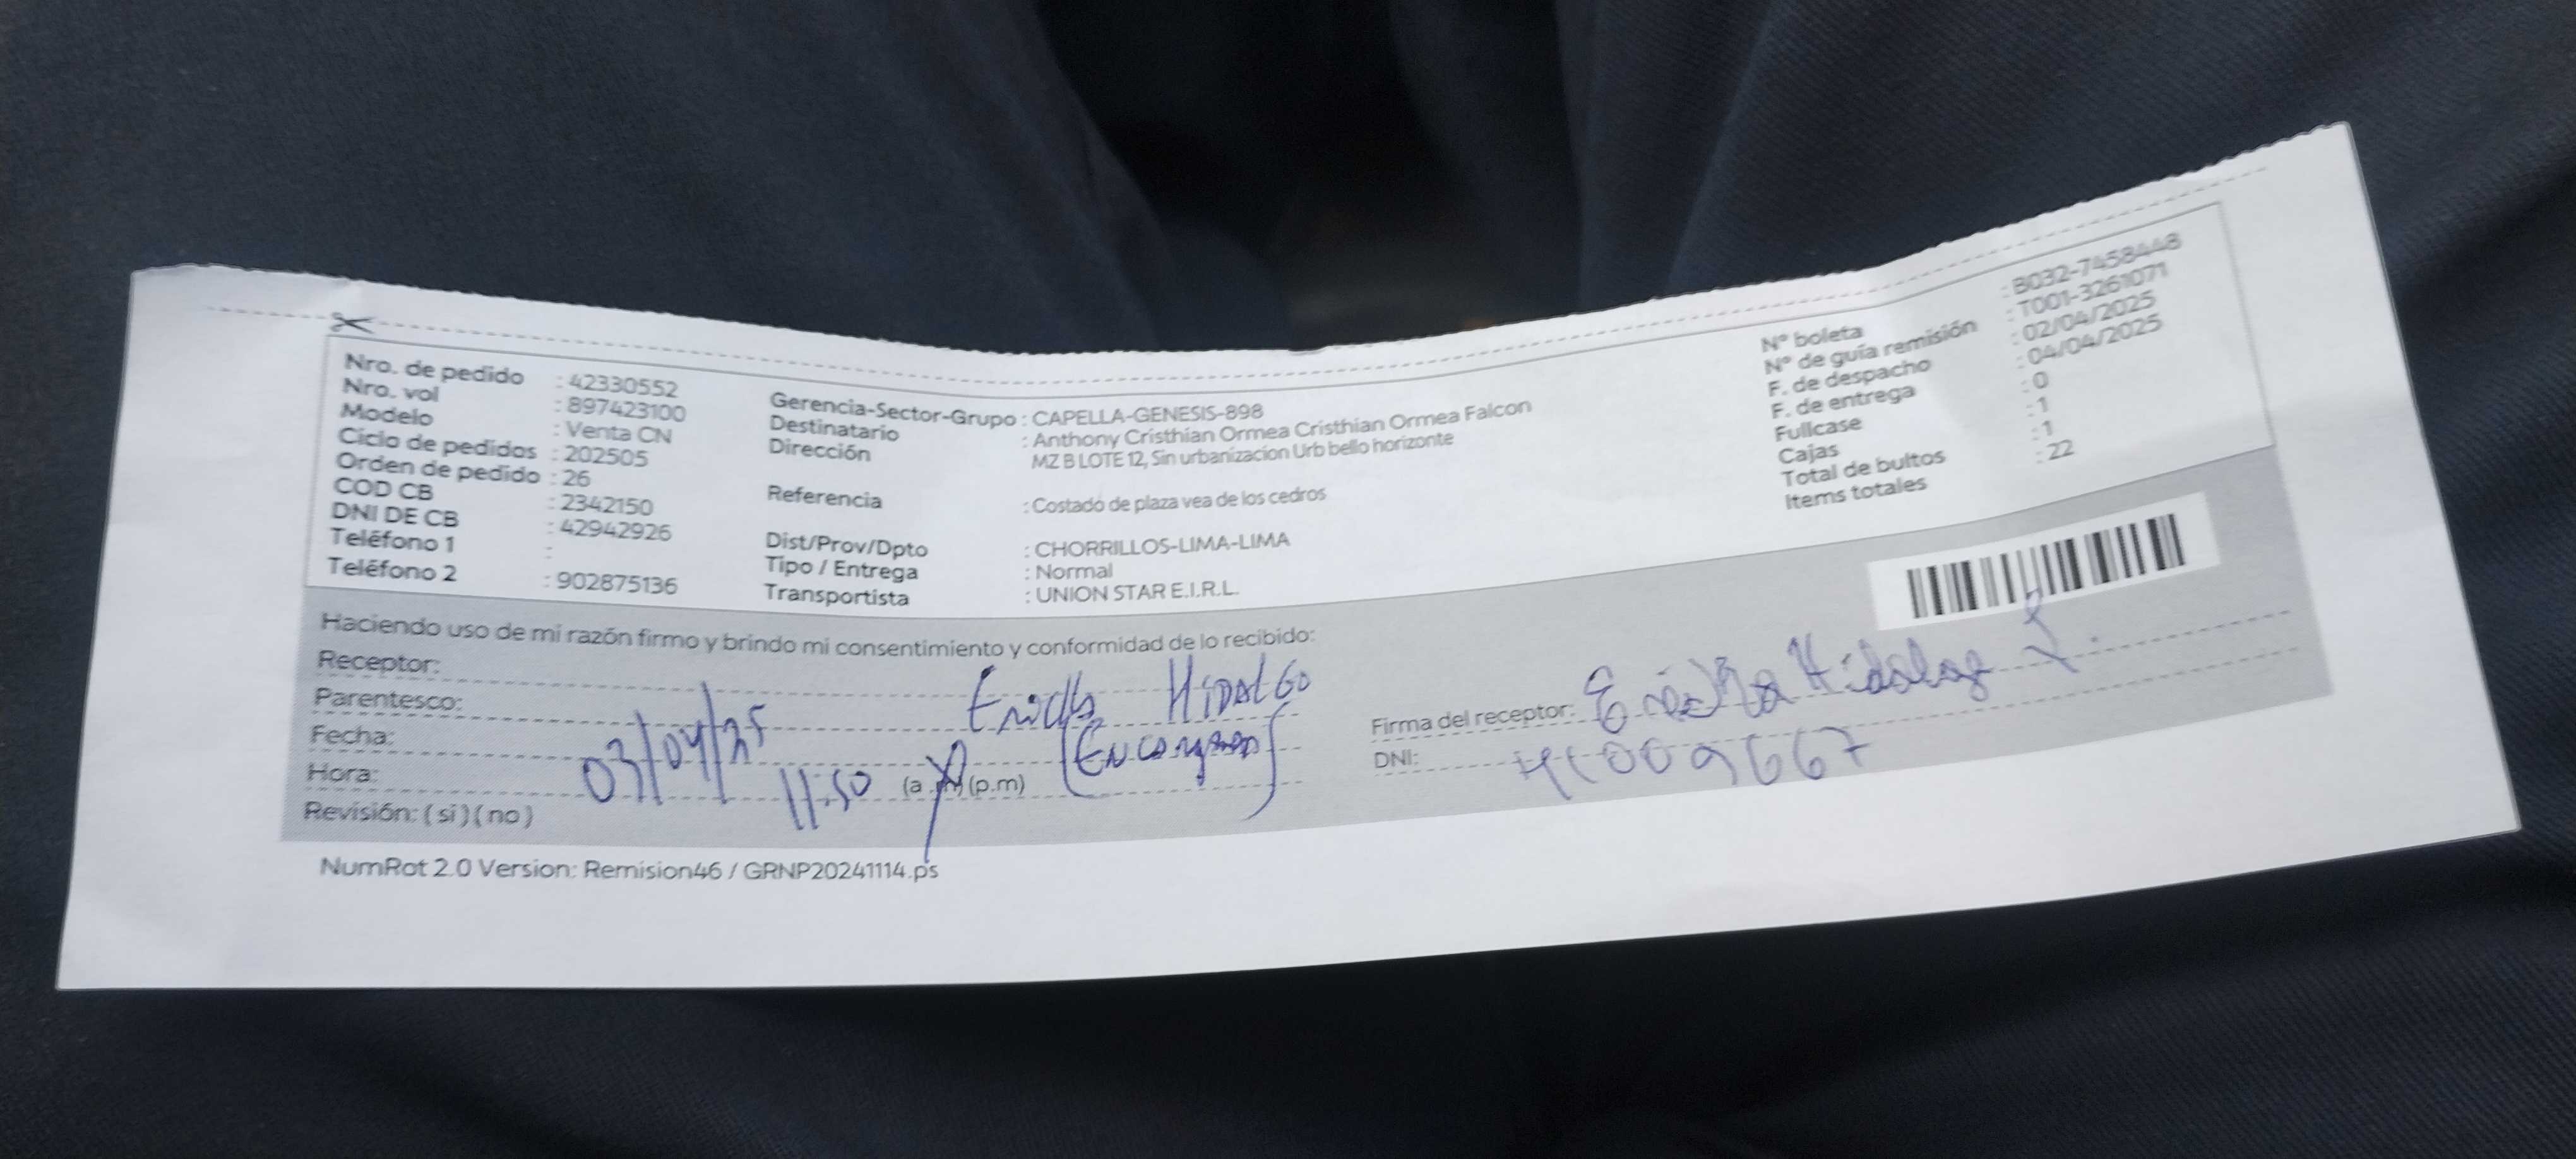 Nro. de pedido : 42330552
Nro. vol : 897423100
Modelo : Venta CN
Ciclo de pedidos : 202505
Orden de pedido : 26
COD CB : 2342150
DNI DE CB : 42942926
Teléfono 1 :
Teléfono 2 : 902875136
Gerencia-Sector-Grupo : CAPELLA-GENESIS-898
Destinatario : Anthony Cristhian Ormea Cristhian Ormea Falcon
Dirección MZ B LOTE 12, Sin urbanizacion Urb bello horizonte
Referencia : Costado de plaza vea de los cedros
Dist/Prov/Dpto : CHORRILLOS-LIMA-LIMA
Tipo / Entrega : Normal
Transportista : UNION STAR E.I.R.L.
N° boleta : B032-7458448
N° de guía remisión : T001-3261071
F. de despacho : 02/04/2025
F. de entrega : 04/04/2025
Fullcase : 0
Cajas : 1
Total de bultos : 1
Items totales : 22
Haciendo uso de mi razón firmo y brindo mi consentimiento y conformidad de lo recibido:
Receptor: Hidalgo
Parentesco:
Fecha: 03/04/25
Hora: 11:50 (a.m) (p.m)
Revisión: ( si ) ( no )
Firma del receptor: Hidalgo
DNI: 009667
NumRot 2.0 Version: Remision46 / GRNP20241114.ps